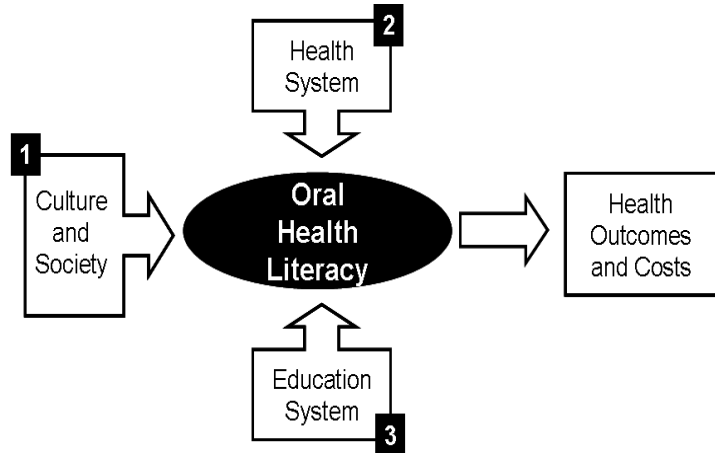 2
Health
System
1
Culture
and
Society
Oral
Health
Literacy
Health
Outcomes
and Costs
Education
System
3